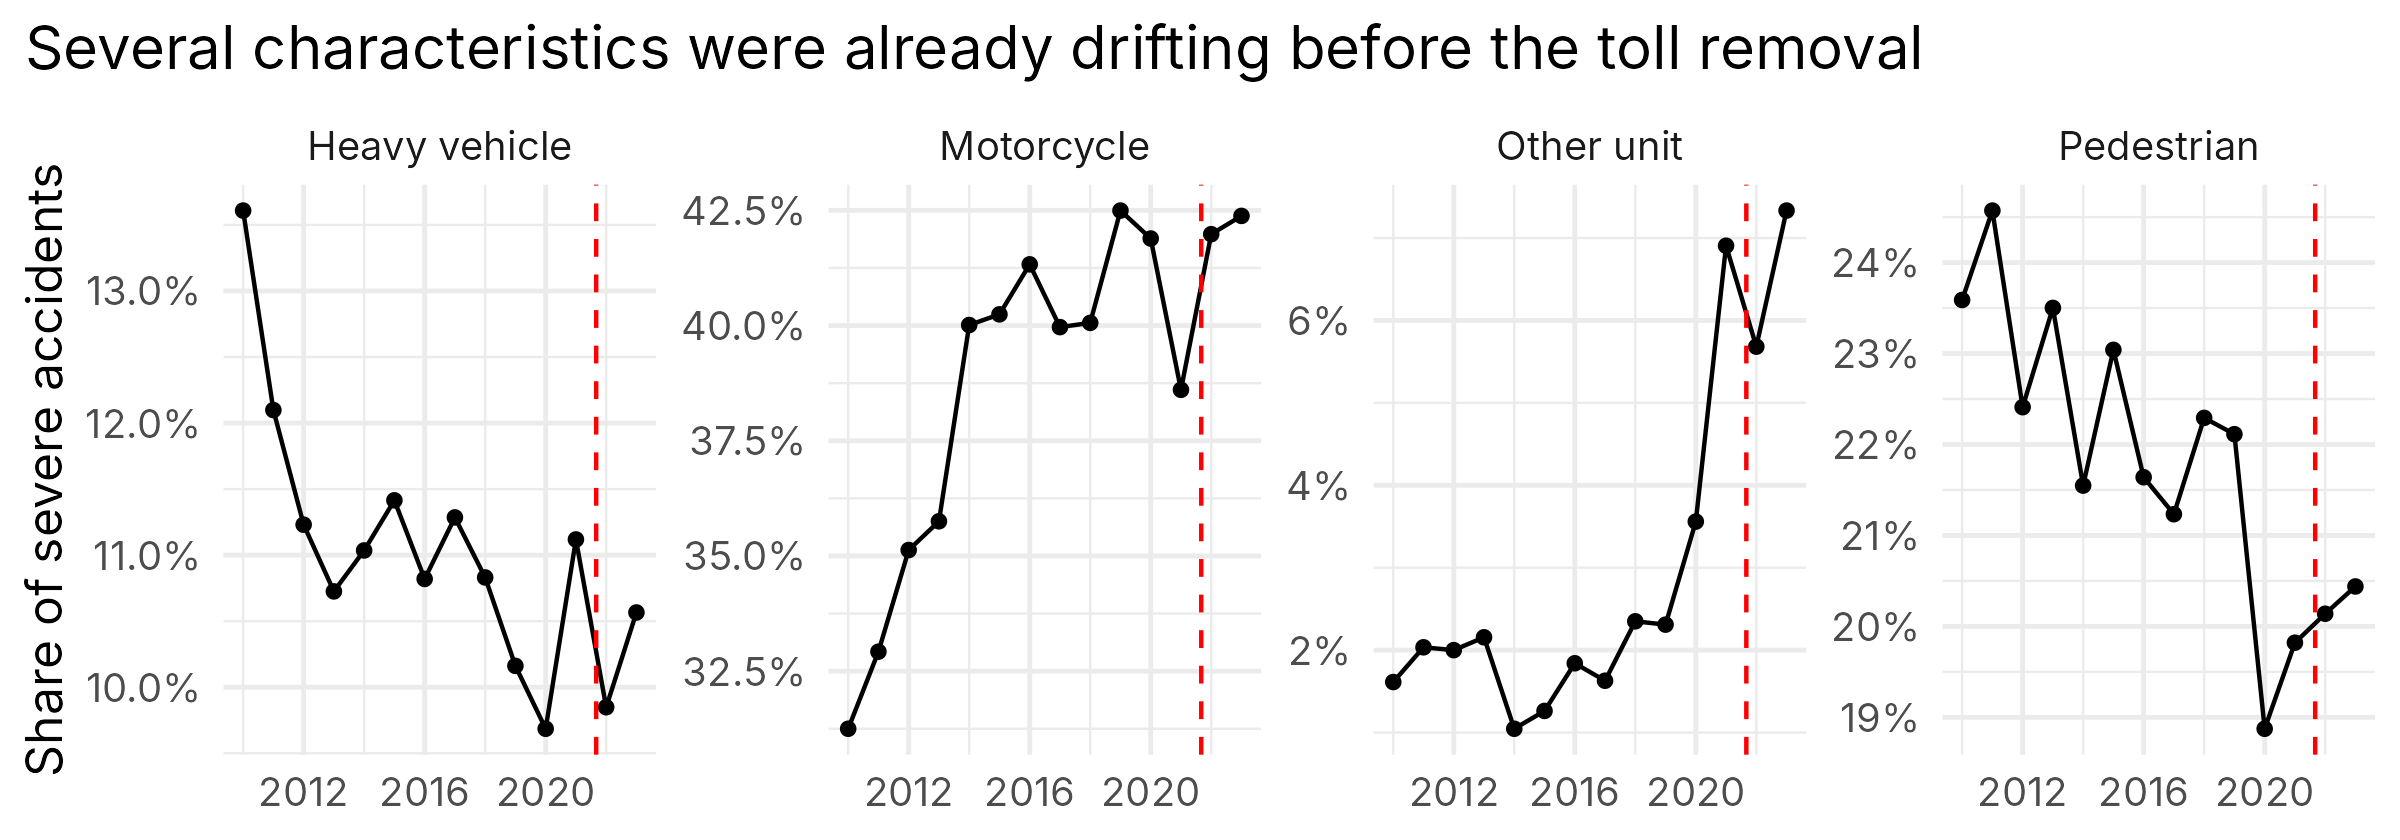 Several characteristics were already drifting before the toll removal
Share of severe accidents
Heavy vehicle
13.0%
12.0%
11.0%
10.0%
2012 2016 2020
Motorcycle
42.5%
40.0%
37.5%
35.0%
32.5%
2012 2016 2020
Other unit
6%
4%
2%
2012 2016 2020
Pedestrian
24%
23%
22%
21%
20%
19%
2012 2016 2020